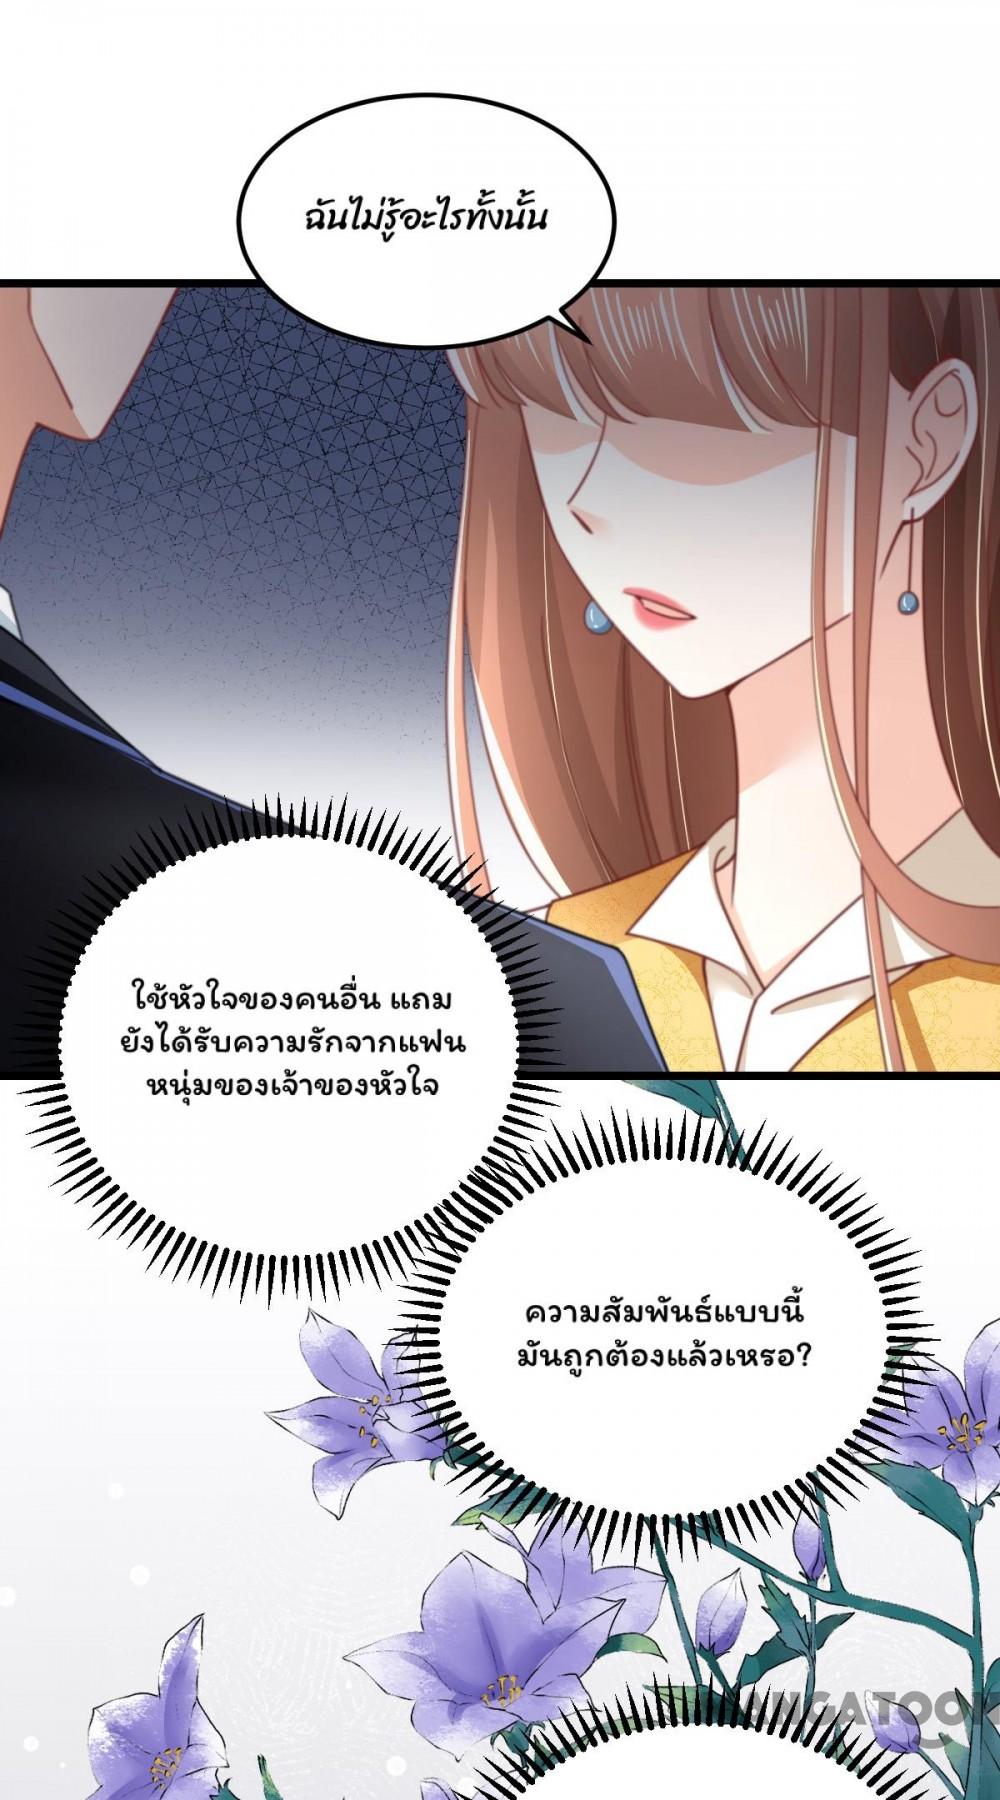 ฉันไม่รู้อะไรทั้งนั้น
ใช้หัวใจของคนอื่น แถม
ยังได้รับความรักจากแฟน
หนุ่มของเจ้าของหัวใจ
ความสัมพันธ์แบบนี้
มันถูกต้องแล้วเหรอ?
MANGATOON